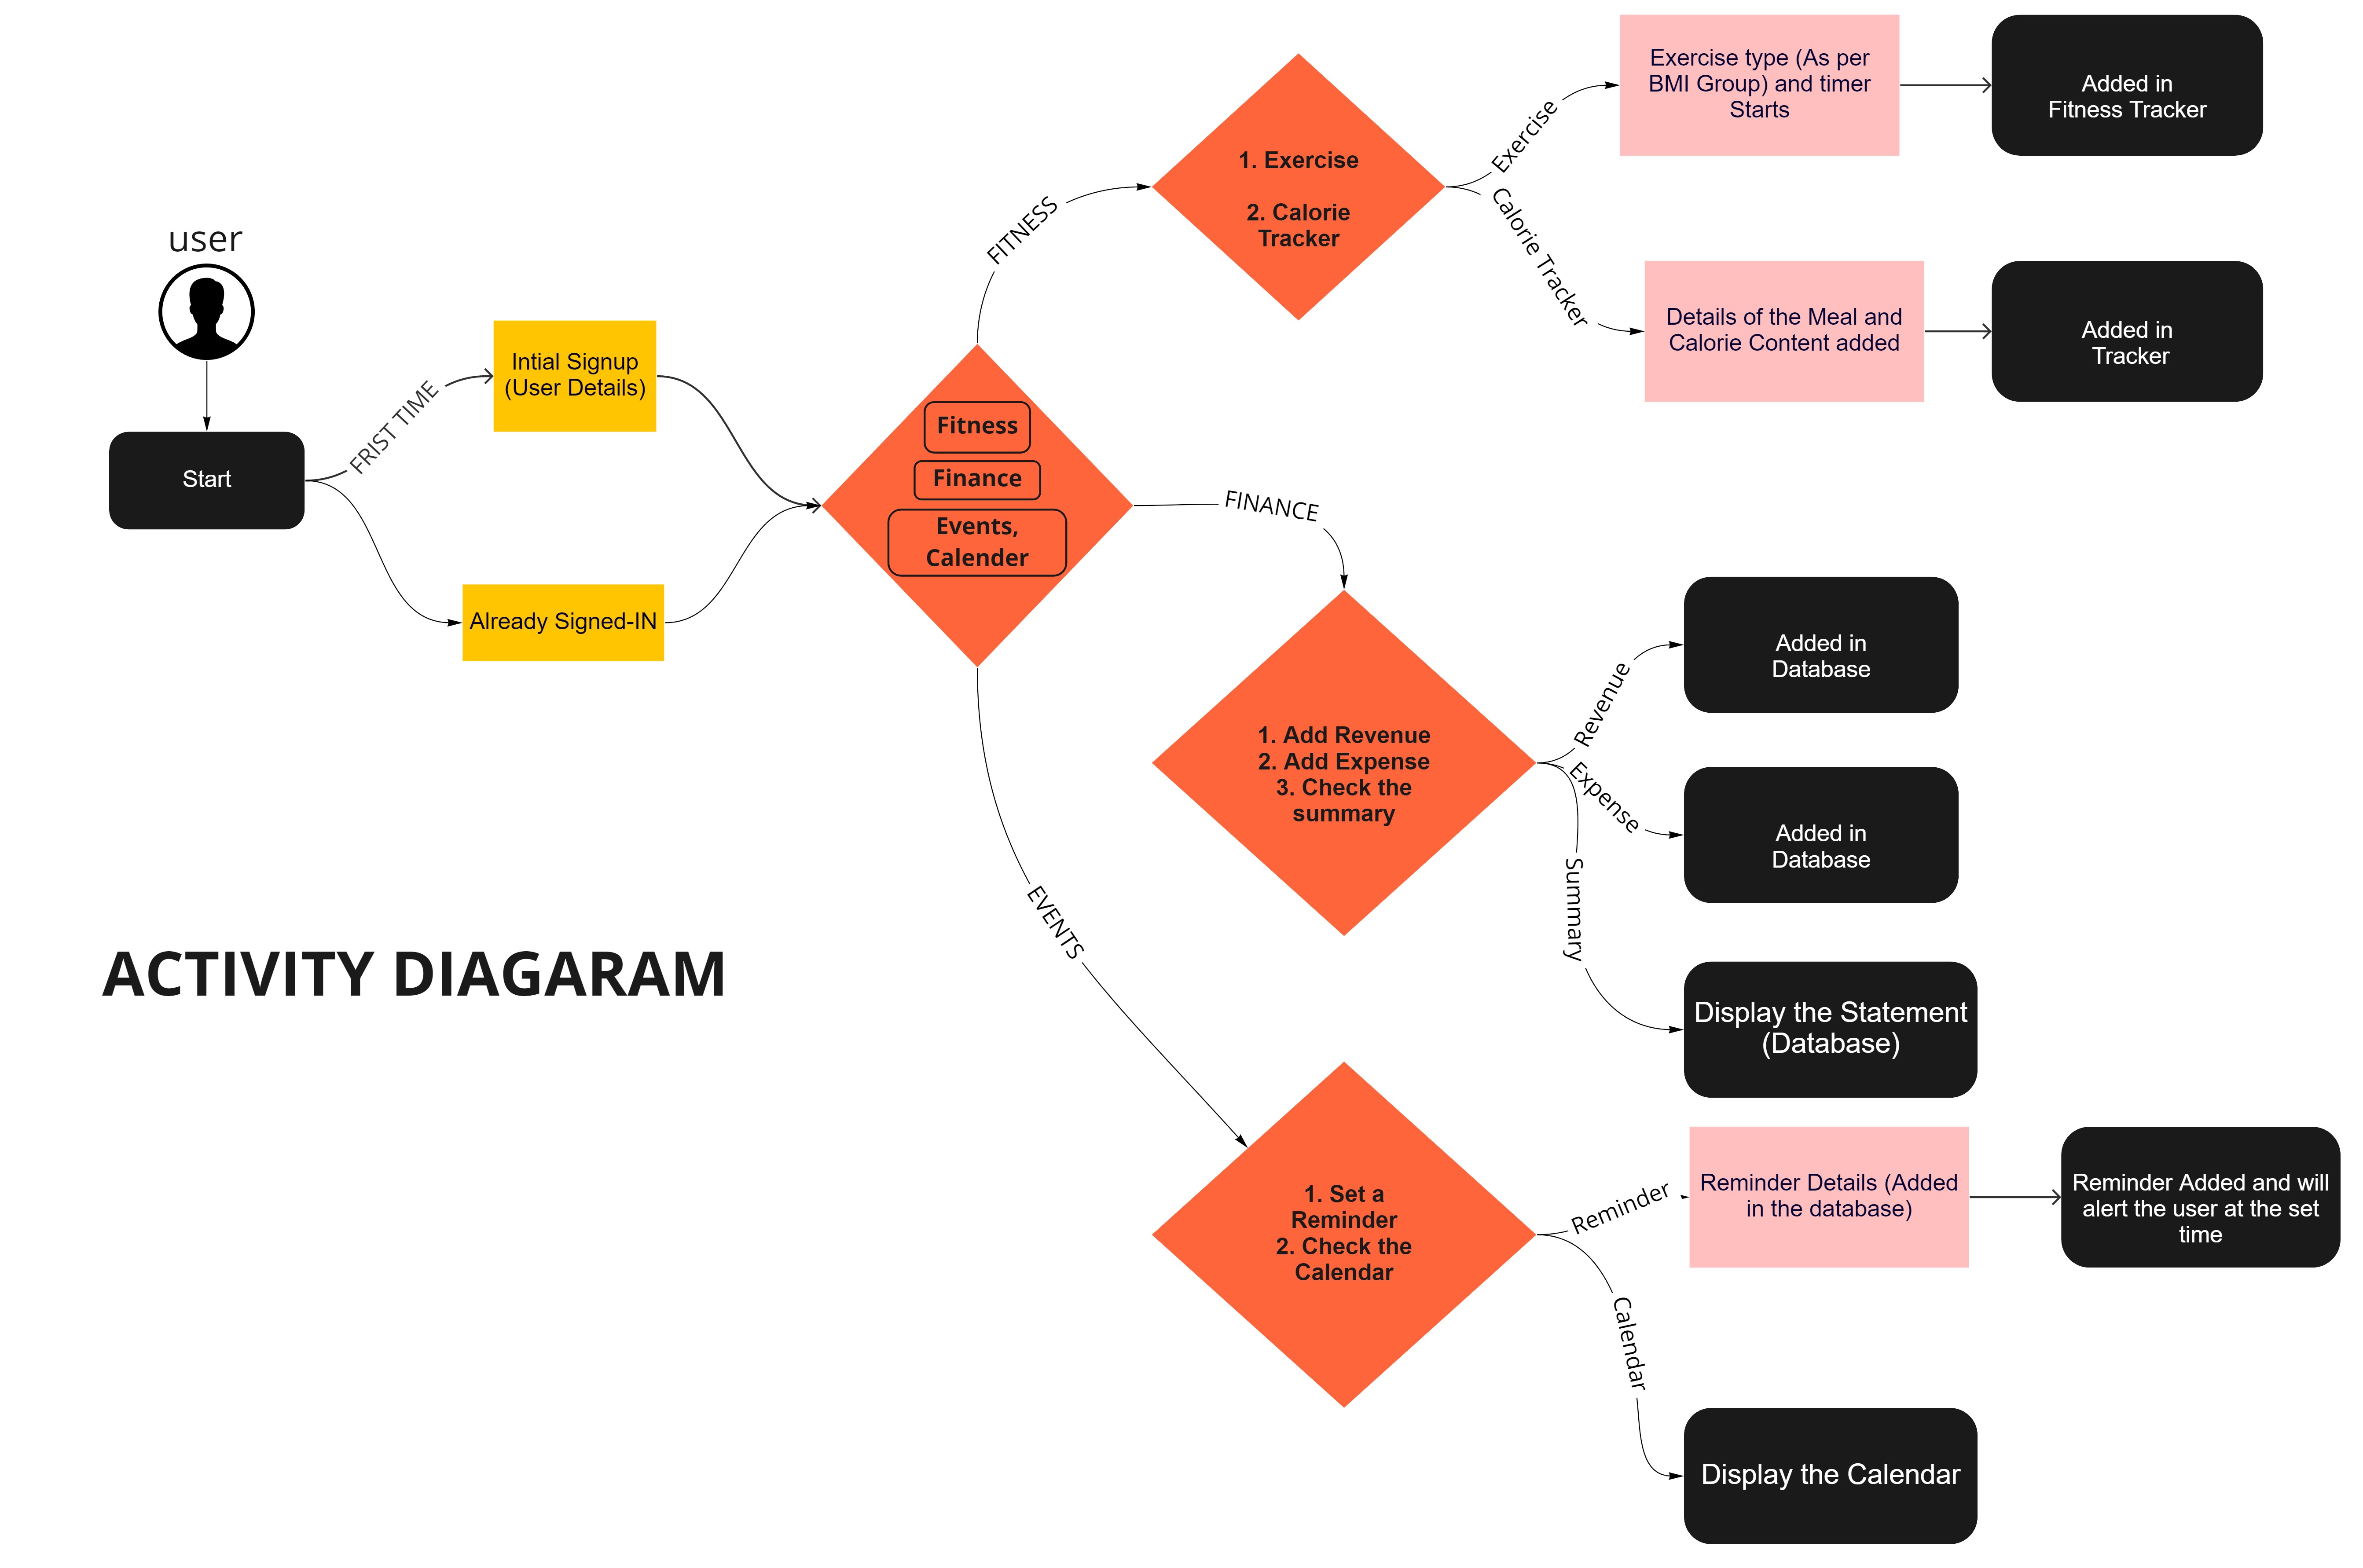 user
Start
FRIST TIME
Intial Signup
(User Details)
Already Signed-IN
Fitness
Finance
Events,
Calender
FITNESS
1. Exercise
2. Calorie
Tracker
Exercise
Exercise type (As per
BMI Group) and timer
Starts
Added in
Fitness Tracker
Calorie Tracker
Details of the Meal and
Calorie Content added
Added in
Tracker
FINANCE
1. Add Revenue
2. Add Expense
3. Check the
summary
Revenue
Added in
Database
Expense
Added in
Database
Summary
Display the Statement
(Database)
EVENTS
1. Set a
Reminder
2. Check the
Calendar
Reminder
Reminder Details (Added
in the database)
Reminder Added and will
alert the user at the set
time
Calendar
Display the Calendar
ACTIVITY DIAGARAM